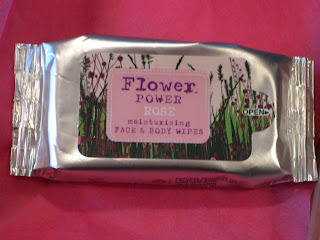 Flower
POWER
ROSE
moisturising
FACE & BODY WIPES
OPEN